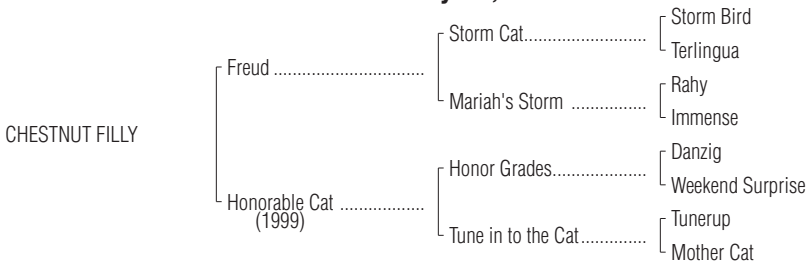 Storm Bird
Storm Cat..........................
Terlingua
Freud ................................
Rahy
Mariah's Storm ................
Immense
CHESTNUT FILLY
Danzig
Honor Grades....................
Weekend Surprise
Honorable Cat ..................
(1999)
Tunerup
Tune in to the Cat..............
Mother Cat